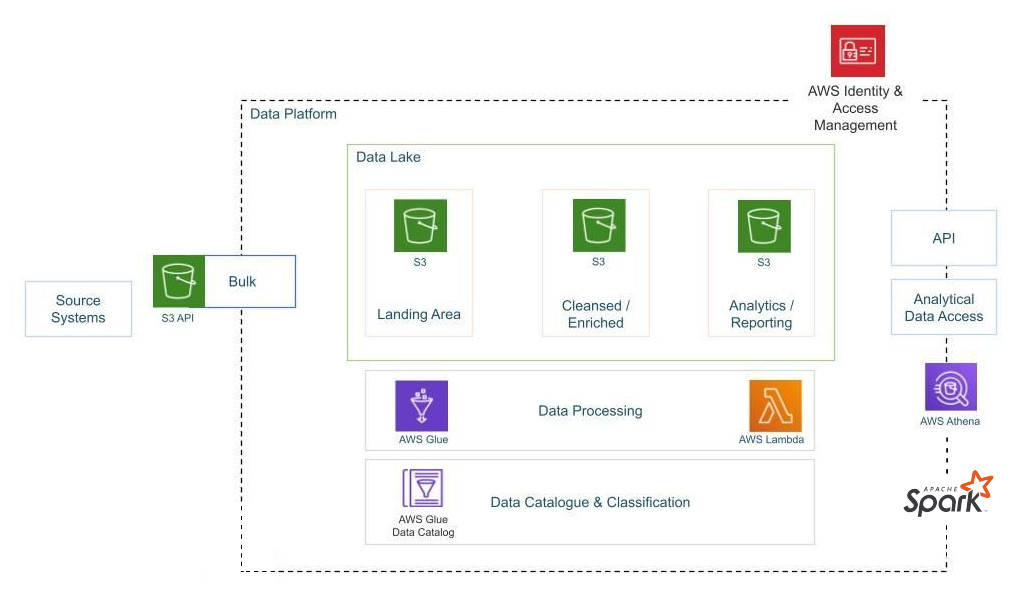 AWS Identity &
Access
Management
Data Platform
Data Lake
S3
Landing Area
S3
Cleansed /
Enriched
S3
Analytics /
Reporting
Source
Systems
S3 API
Bulk
API
Analytical
Data Access
AWS Glue
Data Processing
AWS Lambda
AWS Athena
AWS Glue
Data Catalog
Data Catalogue & Classification
APACHE
Spark